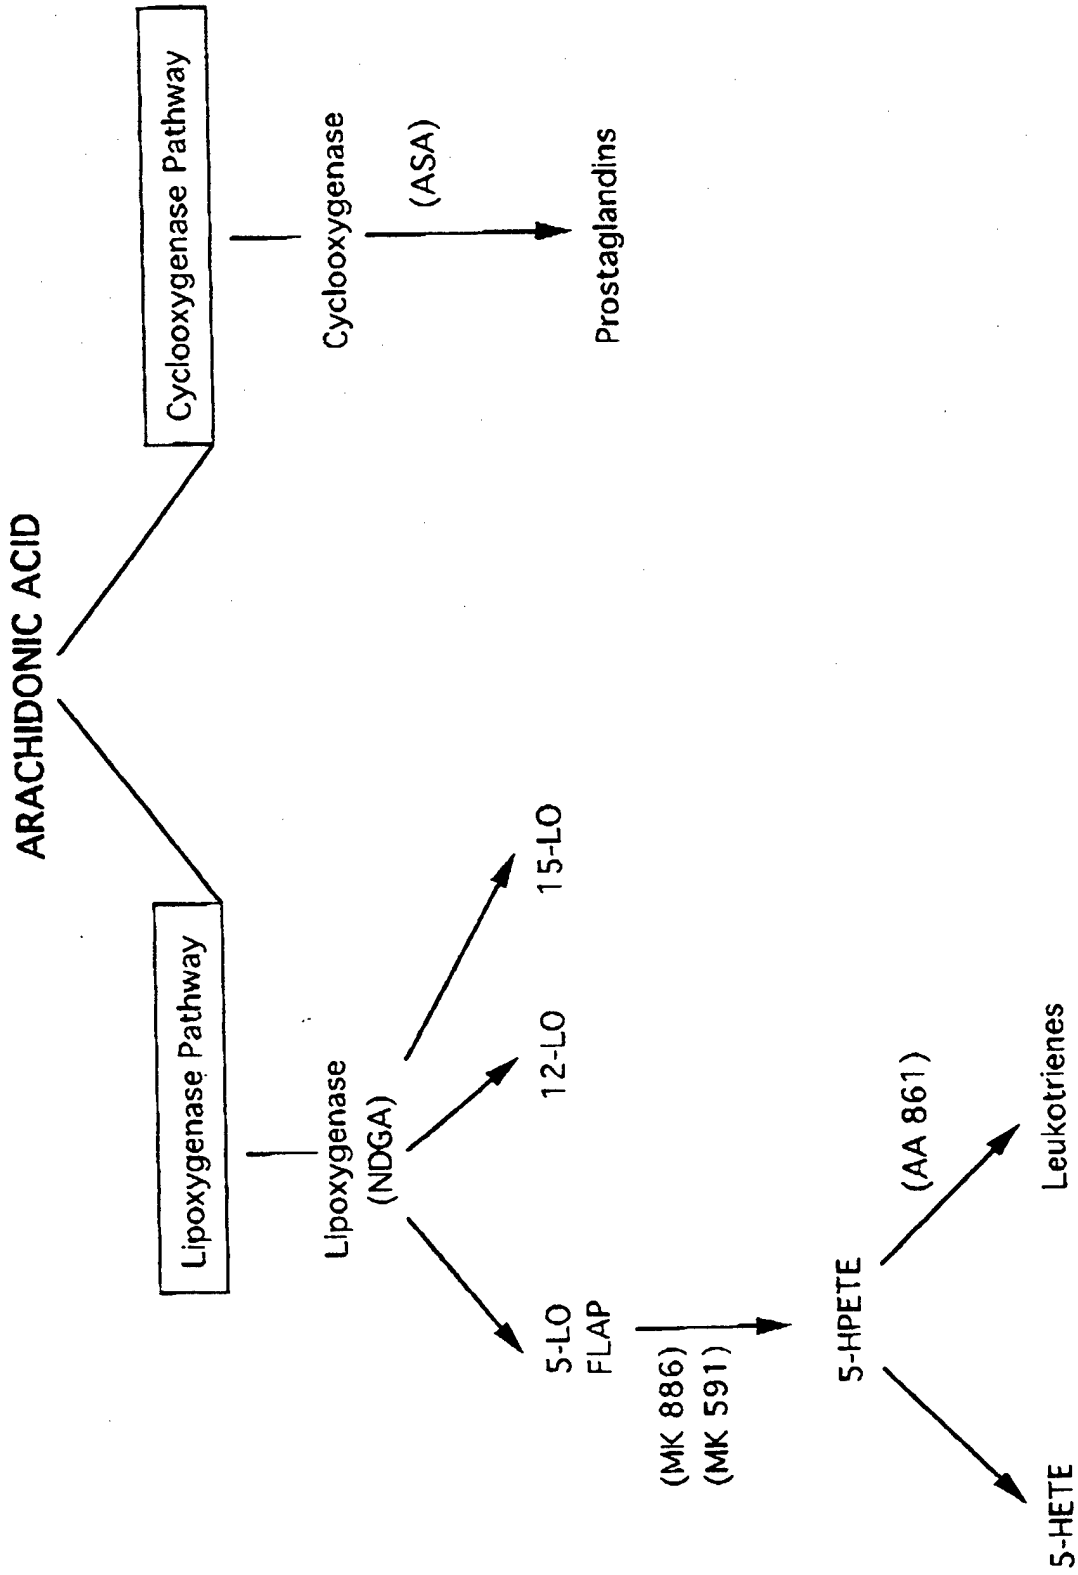 ARACHIDONIC ACID
Lipoxygenase Pathway
Cyclooxygenase Pathway
Lipoxygenase
(NDGA)
Cyclooxygenase
(ASA)
5-LO
FLAP
12-LO
15-LO
Prostaglandins
(MK 886)
(MK 591)
5-HPETE
(AA 861)
5-HETE
Leukotrienes